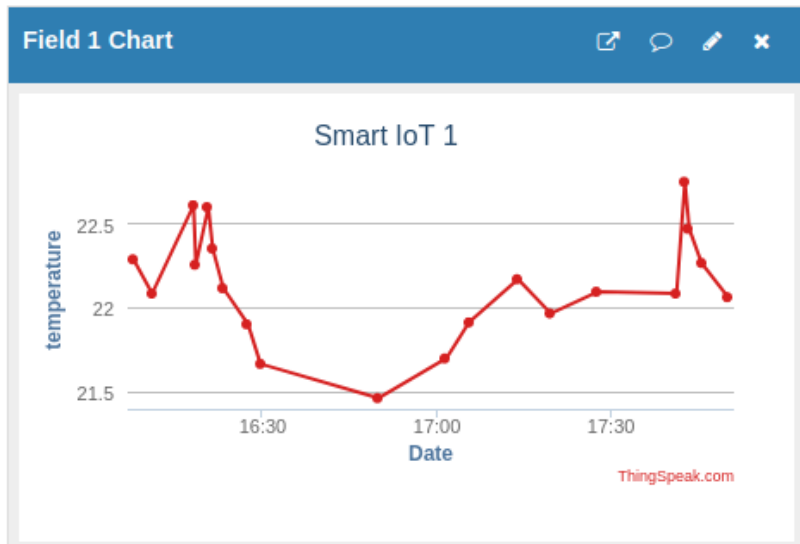 Field 1 Chart
Smart IoT 1
temperature
22.5
22
21.5
16:30 17:00 17:30
Date
ThingSpeak.com